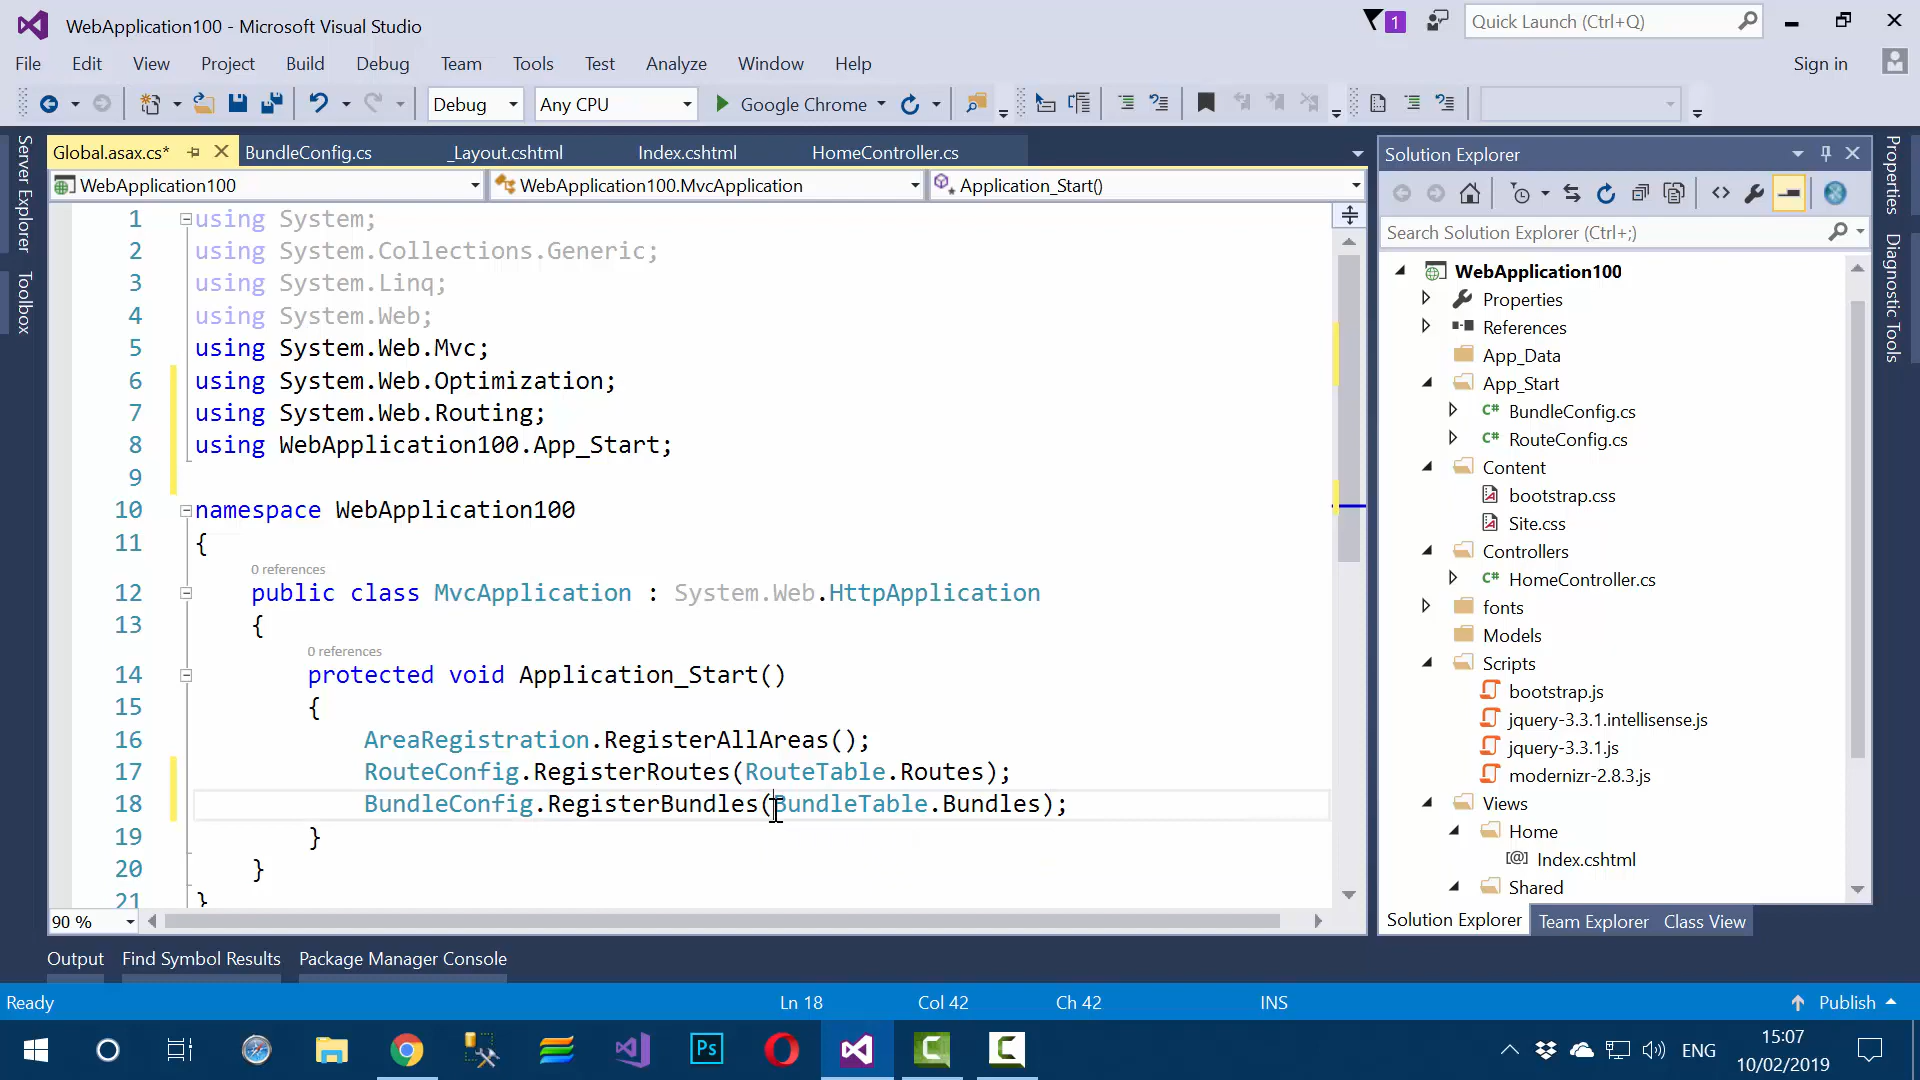 WebApplication100 - Microsoft Visual Studio
1
Quick Launch (Ctrl+Q)
File Edit View Project Build Debug Team Tools Test Analyze Window Help
Sign in
Debug
Any CPU
Google Chrome
Server Explorer
Toolbox
Global.asax.cs*
BundleConfig.cs
_Layout.cshtml
Index.cshtml
HomeController.cs
WebApplication100
WebApplication100.MvcApplication
Application_Start()
1 using System;
2 using System.Collections.Generic;
3 using System.Linq;
4 using System.Web;
5 using System.Web.Mvc;
6 using System.Web.Optimization;
7 using System.Web.Routing;
8 using WebApplication100.App_Start;
9
10 namespace WebApplication100
11 {
0 references
12 public class MvcApplication : System.Web.HttpApplication
13 {
0 references
14 protected void Application_Start()
15 {
16 AreaRegistration.RegisterAllAreas();
17 RouteConfig.RegisterRoutes(RouteTable.Routes);
18 BundleConfig.RegisterBundles(BundleTable.Bundles);
19 }
20 }
21 }
90 %
Solution Explorer
Search Solution Explorer (Ctrl+;)
WebApplication100
Properties
References
App_Data
App_Start
BundleConfig.cs
RouteConfig.cs
Content
bootstrap.css
Site.css
Controllers
HomeController.cs
fonts
Models
Scripts
bootstrap.js
jquery-3.3.1.intellisense.js
jquery-3.3.1.js
modernizr-2.8.3.js
Views
Home
Index.cshtml
Shared
Solution Explorer
Team Explorer
Class View
Properties
Diagnostic Tools
Output
Find Symbol Results
Package Manager Console
Ready
Ln 18
Col 42
Ch 42
INS
Publish
Ps
ENG
15:07
10/02/2019